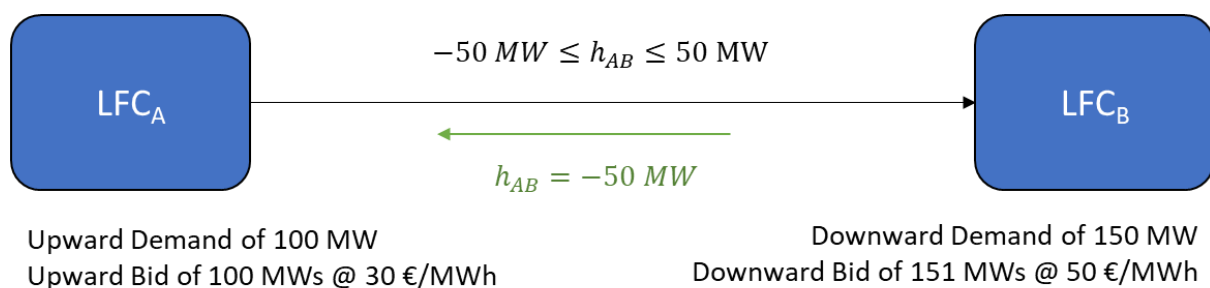 −50 MW ≤ h_AB ≤ 50 MW
LFC_A
LFC_B
h_AB = −50 MW
Upward Demand of 100 MW
Upward Bid of 100 MWs @ 30 €/MWh
Downward Demand of 150 MW
Downward Bid of 151 MWs @ 50 €/MWh